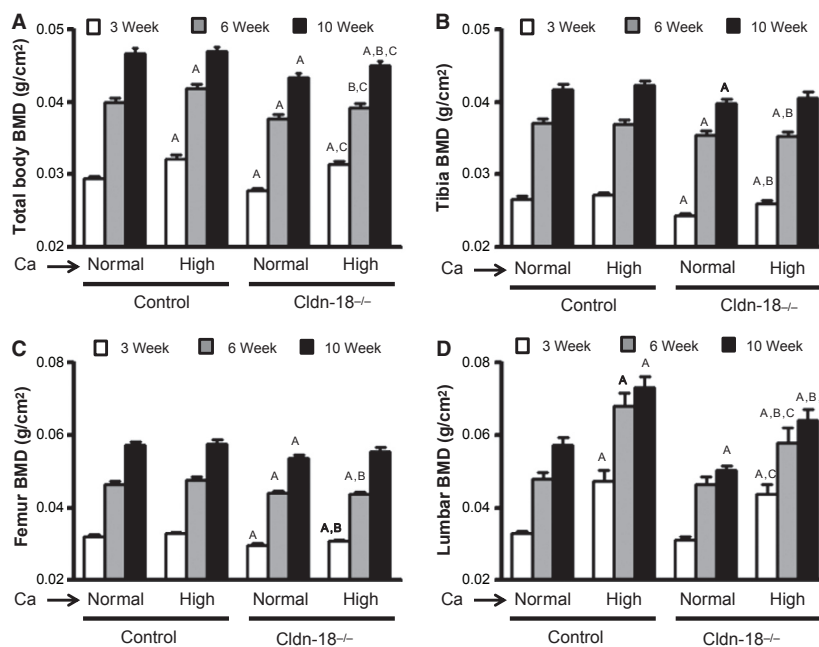 A
0.05
0.04
0.03
0.02
Total body BMD (g/cm²)
3 Week 6 Week 10 Week
A
A
A
A
A
A,C
B,C
A,B,C
Ca Normal High Normal High
Control Cldn-18–/–
B
0.05
0.04
0.03
0.02
Tibia BMD (g/cm²)
3 Week 6 Week 10 Week
A
A
A
A,B
A,B
Ca Normal High Normal High
Control Cldn-18–/–
C
0.08
0.06
0.04
0.02
Femur BMD (g/cm²)
3 Week 6 Week 10 Week
A
A
A
A,B
A,B
Ca Normal High Normal High
Control Cldn-18–/–
D
0.08
0.06
0.04
0.02
Lumbar BMD (g/cm²)
3 Week 6 Week 10 Week
A
A
A
A
A,C
A,B,C
A,B
Ca Normal High Normal High
Control Cldn-18–/–